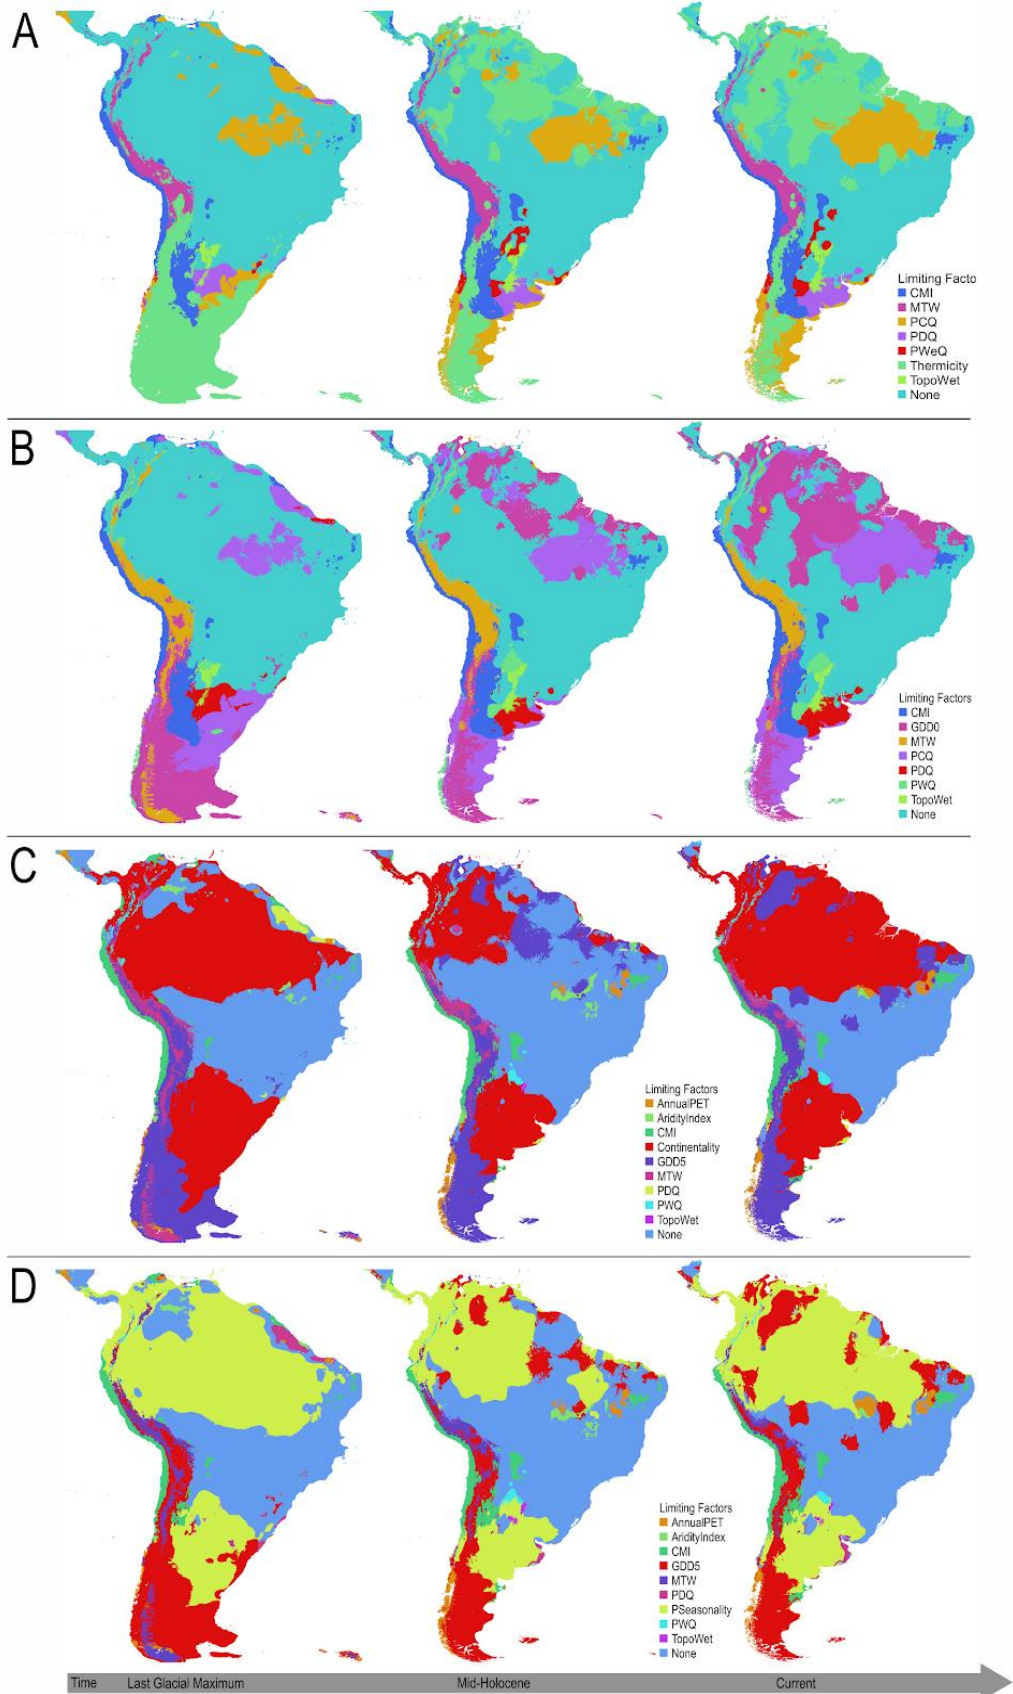 A
Limiting Facto
CMI
MTW
PCQ
PDQ
PWeQ
Thermicity
TopoWet
None
B
Limiting Factors
CMI
GDD0
MTW
PCQ
PDQ
PWQ
TopoWet
None
C
Limiting Factors
AnnualPET
AridityIndex
CMI
Continentality
GDD5
MTW
PDQ
PWQ
TopoWet
None
D
Limiting Factors
AnnualPET
AridityIndex
CMI
GDD5
MTW
PDQ
PSeasonality
PWQ
TopoWet
None
Time Last Glacial Maximum Mid-Holocene Current